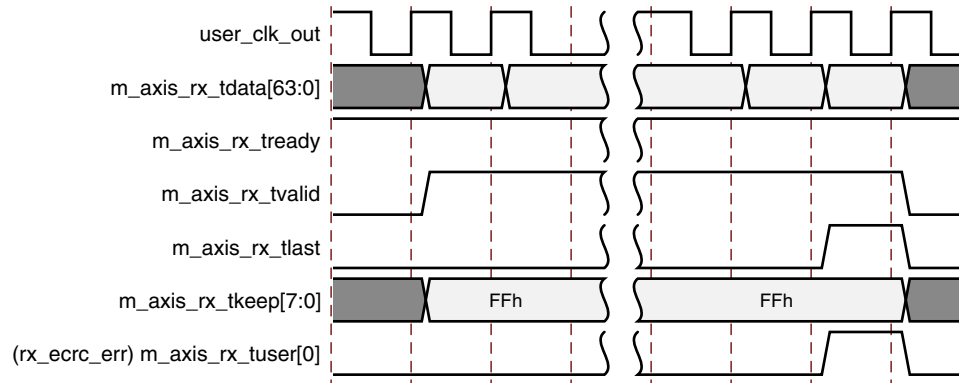 user_clk_out
m_axis_rx_tdata[63:0]
m_axis_rx_tready
m_axis_rx_tvalid
m_axis_rx_tlast
m_axis_rx_tkeep[7:0] FFh FFh
(rx_ecrc_err) m_axis_rx_tuser[0]